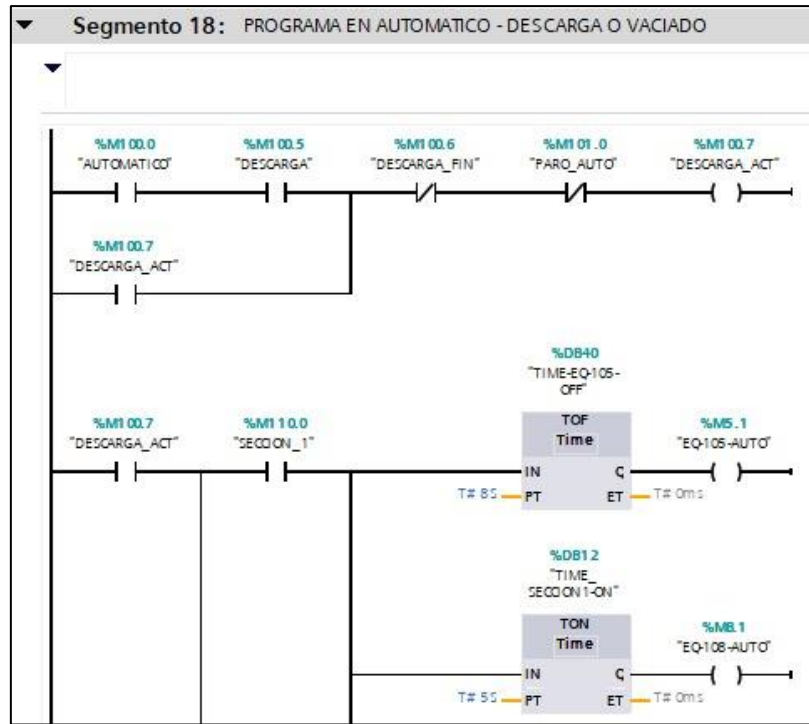 Segmento 18: PROGRAMA EN AUTOMATICO - DESCARGA O VACIADO
%M100.0 %M100.5 %M100.6 %M101.0 %M100.7
"AUTOMATICO" "DESCARGA" "DESCARGA_FIN" "PARO_AUTO" "DESCARGA_ACT"
%M100.7
"DESCARGA_ACT"
%DB40
"TIME-EQ-105-
OFF"
TOF
Time
%M100.7 %M110.0 %M5.1
"DESCARGA_ACT" "SECCION_1" "EQ-105-AUTO"
IN Q
T# 8S PT ET T# 0ms
%DB12
"TIME_
SECCION1-ON"
TON
Time
%M8.1
"EQ-108-AUTO"
IN Q
T# 5S PT ET T# 0ms